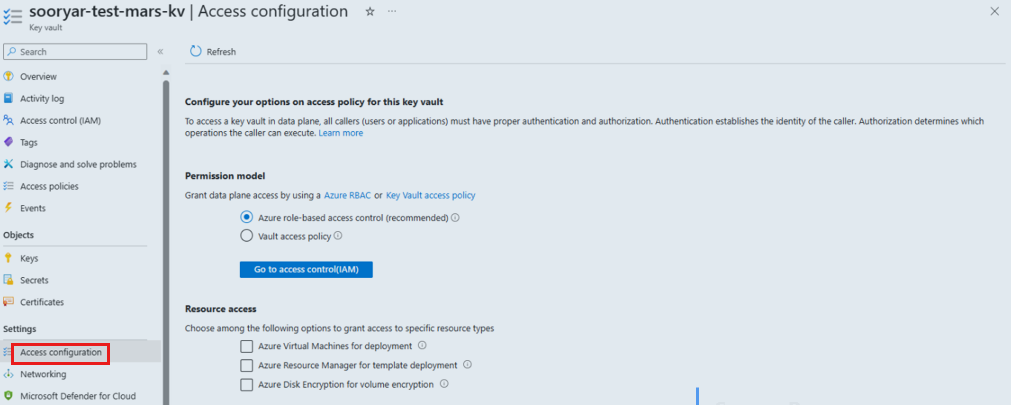 sooryar-test-mars-kv | Access configuration ☆ ...
Key vault
Search
Refresh
Overview
Activity log
Access control (IAM)
Tags
Diagnose and solve problems
Access policies
Events
Objects
Keys
Secrets
Certificates
Settings
Access configuration
Networking
Microsoft Defender for Cloud
Configure your options on access policy for this key vault
To access a key vault in data plane, all callers (users or applications) must have proper authentication and authorization. Authentication establishes the identity of the caller. Authorization determines which
operations the caller can execute. Learn more
Permission model
Grant data plane access by using a Azure RBAC or Key Vault access policy
Azure role-based access control (recommended)
Vault access policy
Go to access control(IAM)
Resource access
Choose among the following options to grant access to specific resource types
Azure Virtual Machines for deployment
Azure Resource Manager for template deployment
Azure Disk Encryption for volume encryption